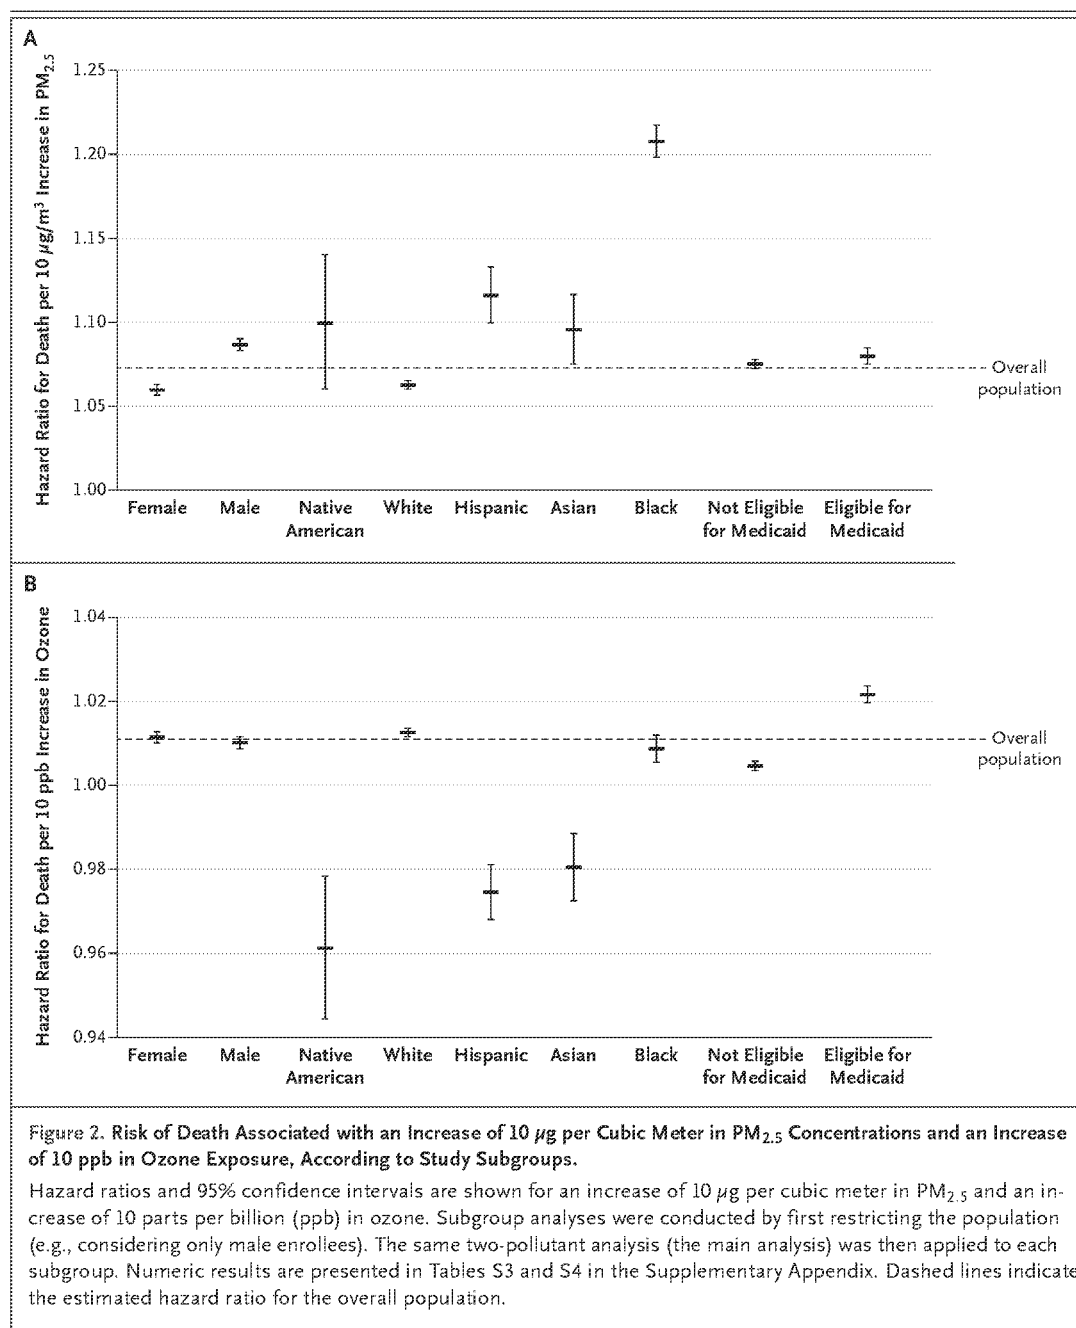 A
Hazard Ratio for Death per 10 µg/m³ Increase in PM2.5
1.25
1.20
1.15
1.10
1.05
1.00
Overall
population
Female
Male
Native
American
White
Hispanic
Asian
Black
Not Eligible
for Medicaid
Eligible for
Medicaid
B
Hazard Ratio for Death per 10 ppb Increase in Ozone
1.04
1.02
1.00
0.98
0.96
0.94
Overall
population
Female
Male
Native
American
White
Hispanic
Asian
Black
Not Eligible
for Medicaid
Eligible for
Medicaid
Figure 2. Risk of Death Associated with an Increase of 10 µg per Cubic Meter in PM2.5 Concentrations and an Increase
of 10 ppb in Ozone Exposure, According to Study Subgroups.
Hazard ratios and 95% confidence intervals are shown for an increase of 10 µg per cubic meter in PM2.5 and an in-
crease of 10 parts per billion (ppb) in ozone. Subgroup analyses were conducted by first restricting the population
(e.g., considering only male enrollees). The same two-pollutant analysis (the main analysis) was then applied to each
subgroup. Numeric results are presented in Tables S3 and S4 in the Supplementary Appendix. Dashed lines indicate
the estimated hazard ratio for the overall population.